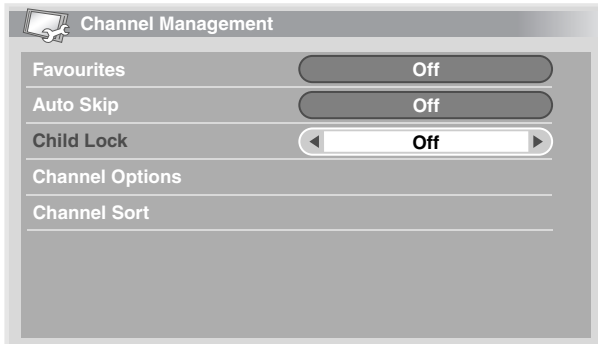 Channel Management
Favourites Off
Auto Skip Off
Child Lock Off
Channel Options
Channel Sort